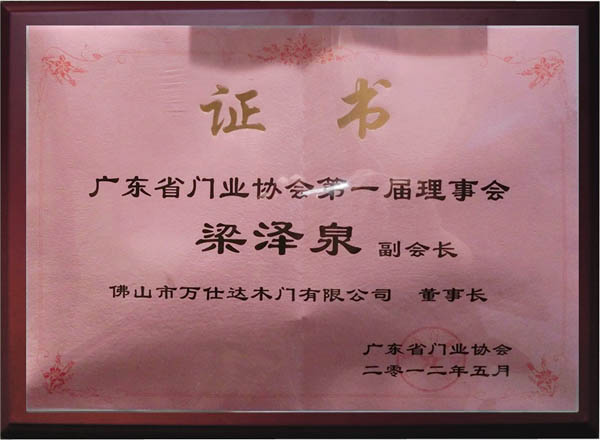 证书
广东省门业协会第一届理事会
梁泽泉 副会长
佛山市万仕达木门有限公司 董事长
广东省门业协会
二零一二年五月